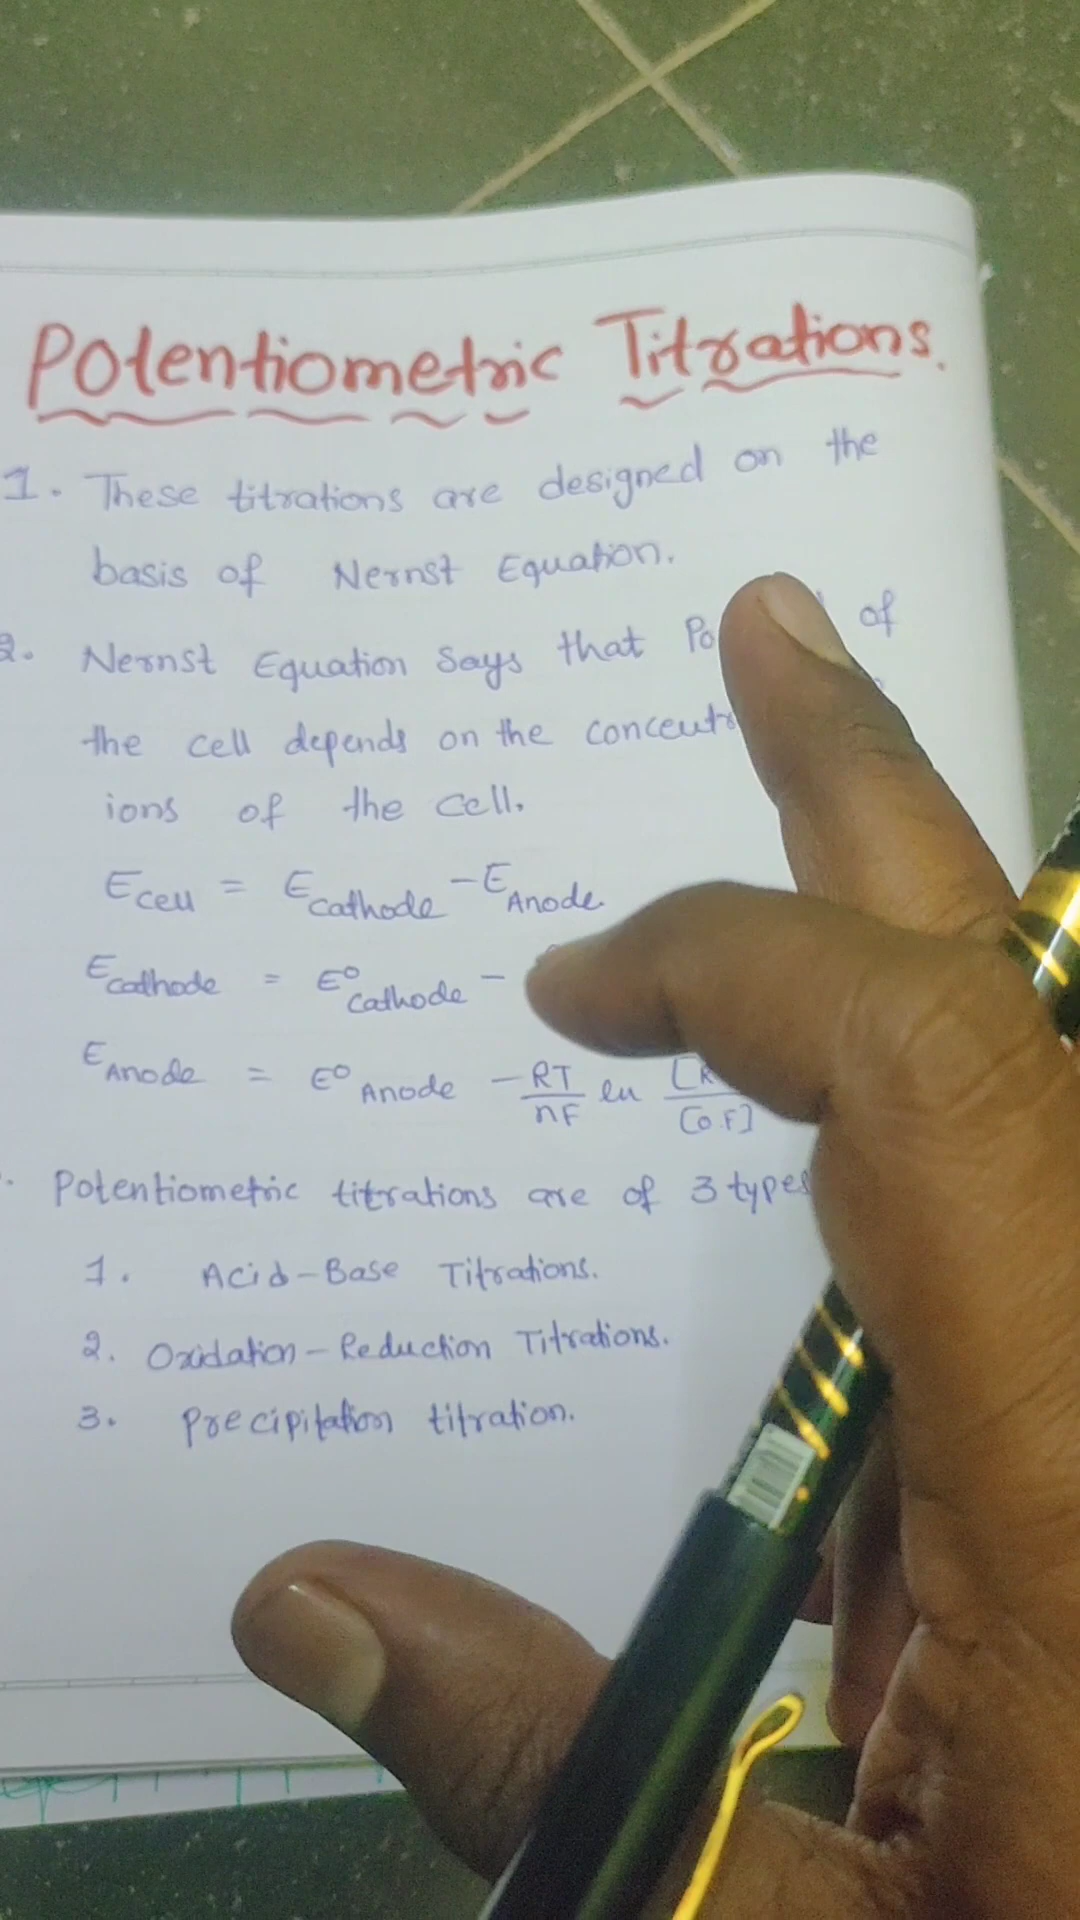 Potentiometric Titrations.
1. These titrations are designed on the
basis of Nernst Equation.
2. Nernst Equation Says that of
the cell depends on the
ions of the cell.
Ecell = Ecathode - EAnode
Ecathode = E°cathode -
EAnode = E°Anode - RT/nF ln [O.F]
Potentiometric titrations are of 3 types
1. Acid-Base Titrations.
2. Oxidation-Reduction Titrations.
3. Precipitation titration.